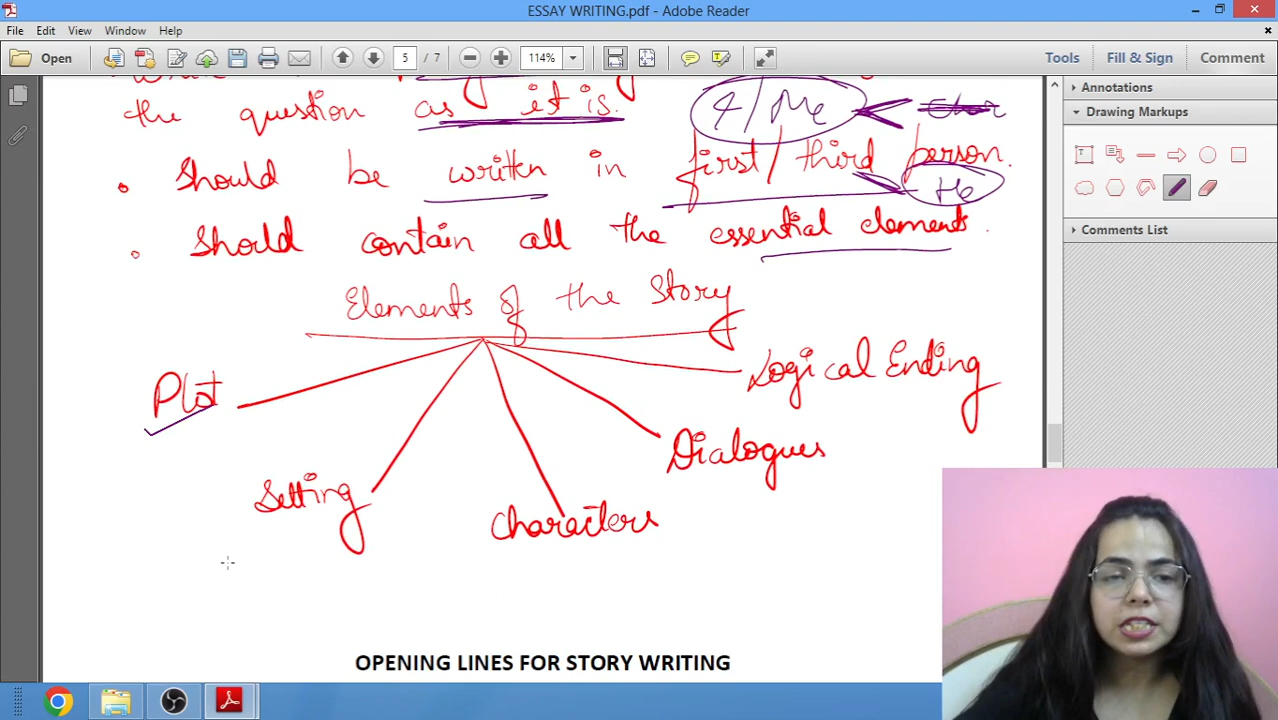 ESSAY WRITING.pdf - Adobe Reader
File Edit View Window Help
Open 5 / 7 114% Tools Fill & Sign Comment
the question as it is. I/Me
• Should be written in first/third person.
He
• Should contain all the essential elements.
Elements of the Story
Plot
Logical Ending
Dialogues
Setting
Characters
OPENING LINES FOR STORY WRITING
Annotations
Drawing Markups
Comments List